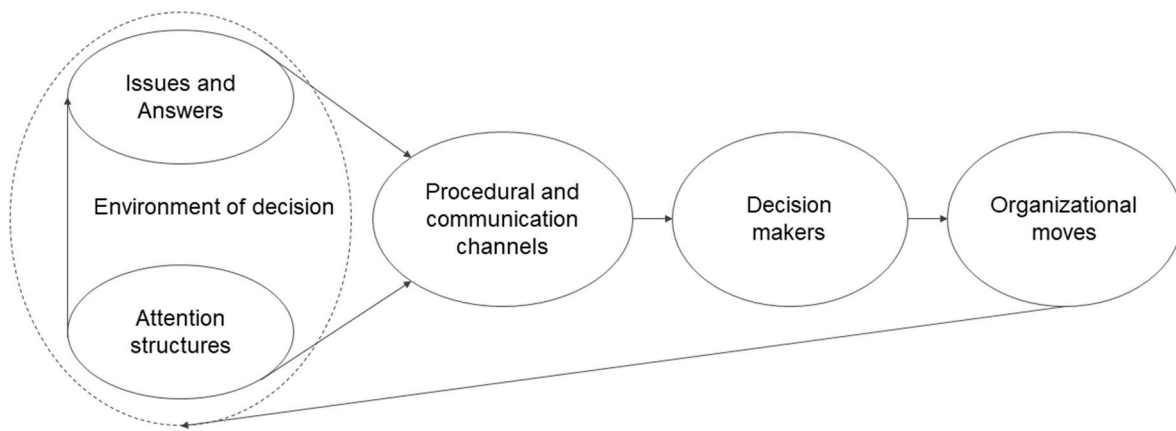 Issues and
Answers
Environment of decision
Attention
structures
Procedural and
communication
channels
Decision
makers
Organizational
moves